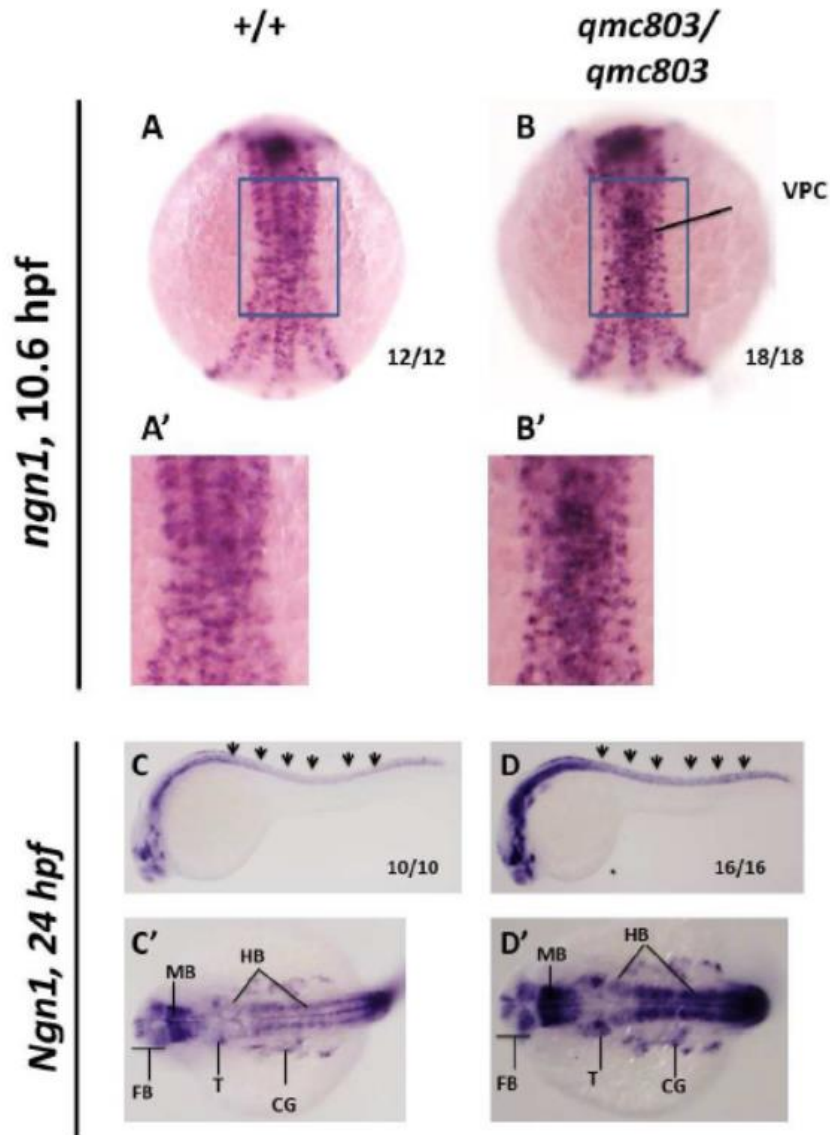 +/+
qmc803/
qmc803
ngn1, 10.6 hpf
A
B
VPC
12/12
18/18
A'
B'
Ngn1, 24 hpf
C
D
10/10
16/16
C'
D'
HB
HB
MB
MB
FB
T
CG
FB
T
CG